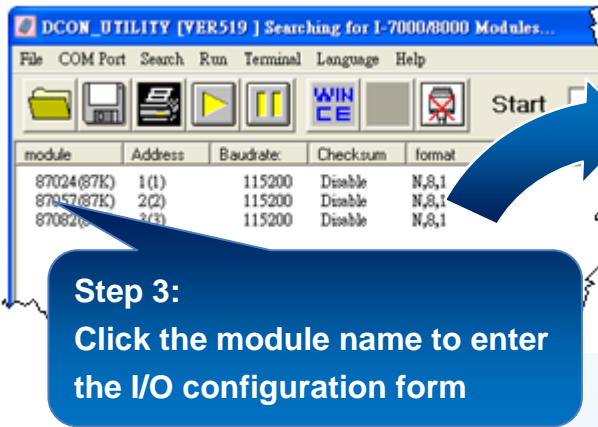 DCON_UTILITY [VER519 ] Searching for I-7000/8000 Modules...
File COM Port Search Run Terminal Language Help
WIN CE Start
module Address Baudrate: Checksum format
87024(87K) 1(1) 115200 Disable N,8,1
87057(87K) 2(2) 115200 Disable N,8,1
87082( 3(3) 115200 Disable N,8,1
Step 3:
Click the module name to enter
the I/O configuration form